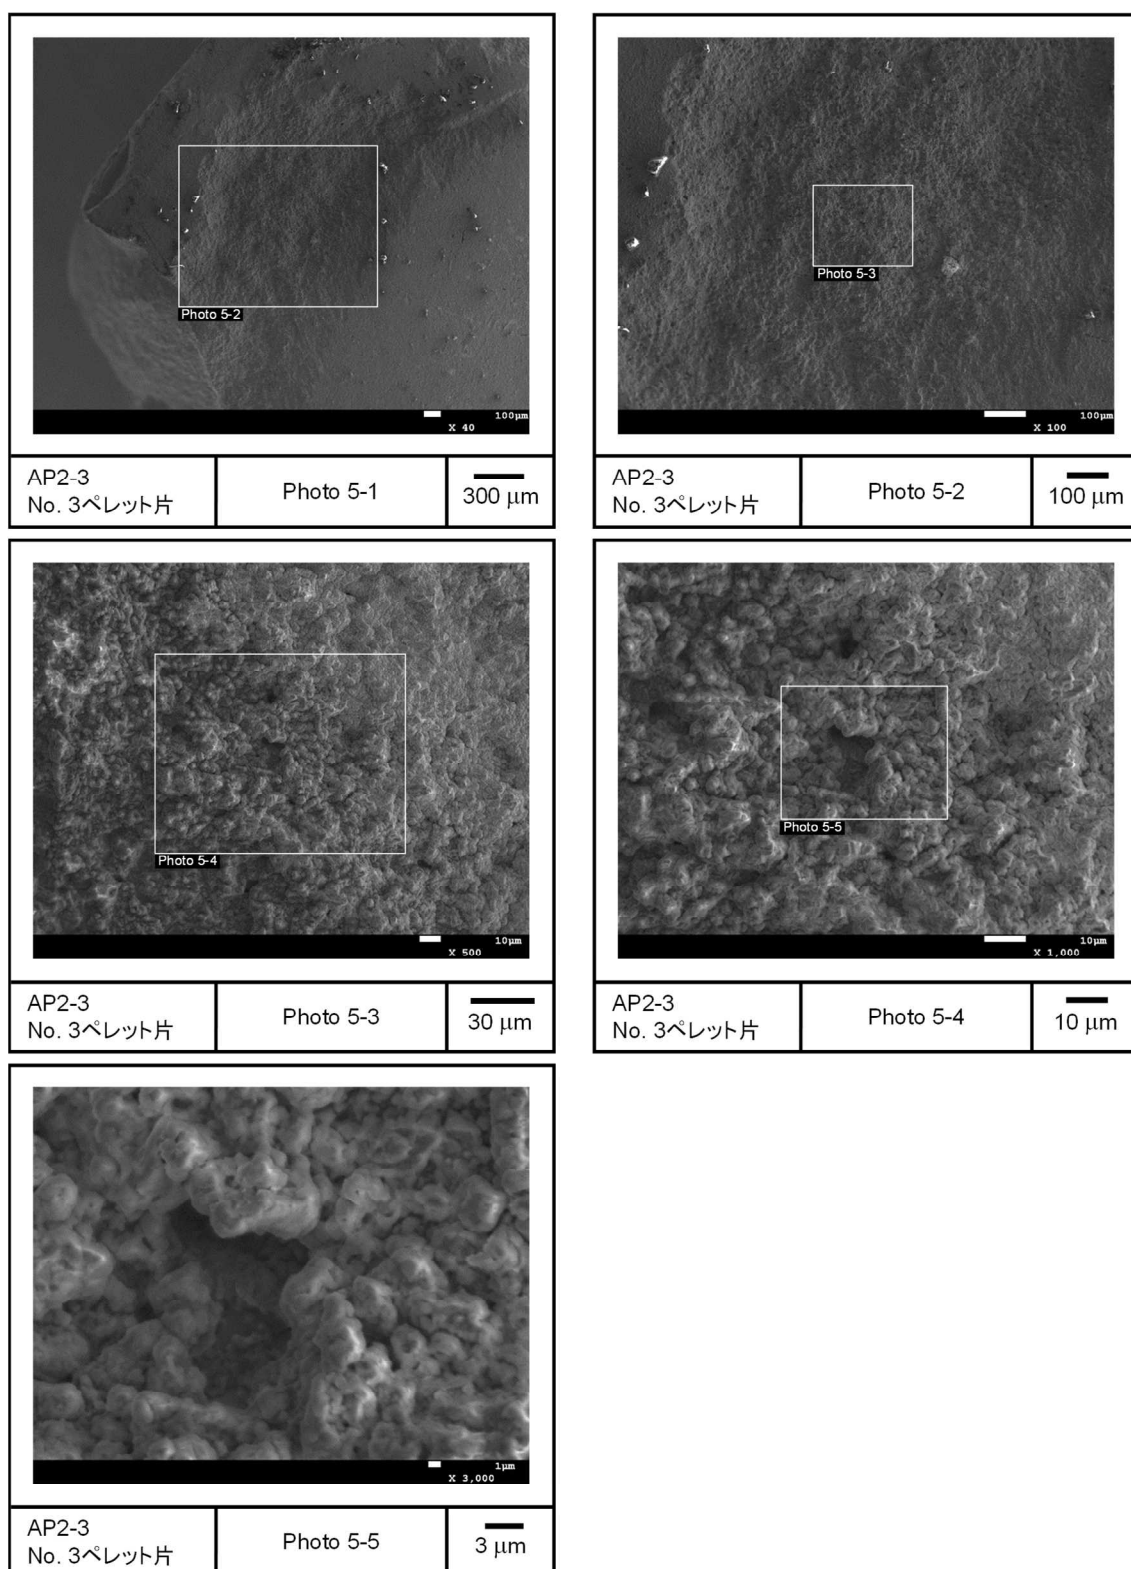 Photo 5-2
100μm
X 40
AP2-3
No. 3ペレット片
Photo 5-1
300 μm
Photo 5-3
100μm
X 100
AP2-3
No. 3ペレット片
Photo 5-2
100 μm
Photo 5-4
10μm
X 500
AP2-3
No. 3ペレット片
Photo 5-3
30 μm
Photo 5-5
10μm
X 1,000
AP2-3
No. 3ペレット片
Photo 5-4
10 μm
1μm
X 3,000
AP2-3
No. 3ペレット片
Photo 5-5
3 μm